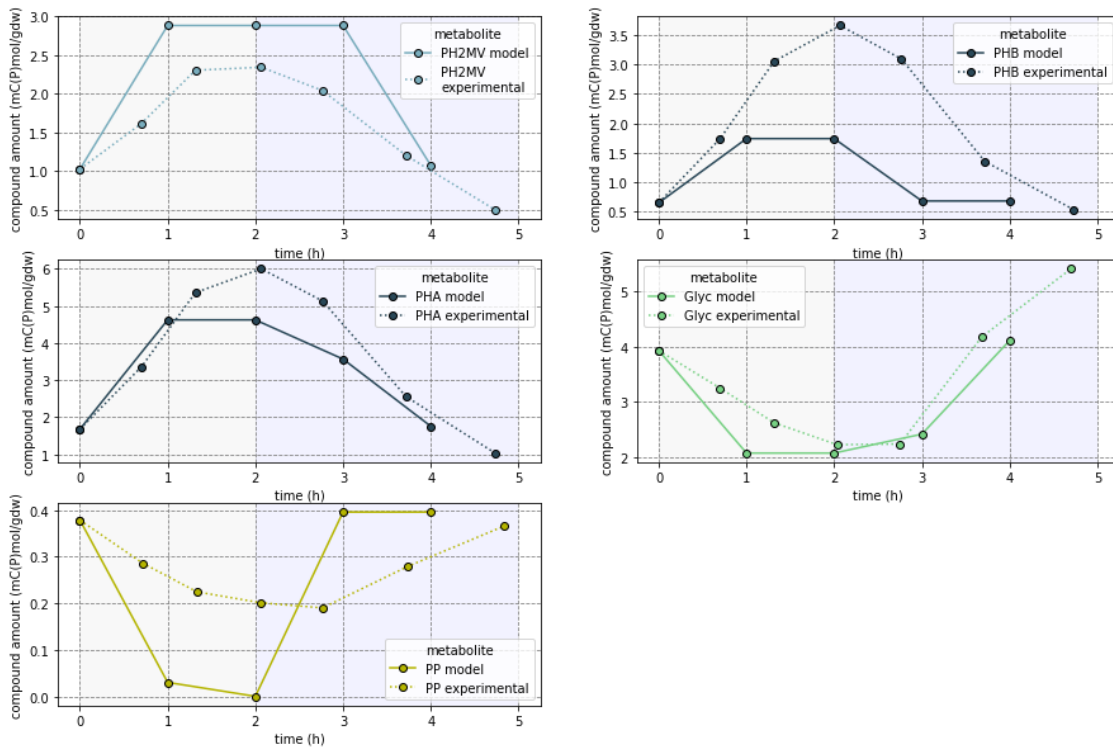 compound amount (mC(P)mol/gdw)
3.0
2.5
2.0
1.5
1.0
0.5
metabolite
PH2MV model
PH2MV
experimental
0 1 2 3 4 5
time (h)
compound amount (mC(P)mol/gdw)
3.5
3.0
2.5
2.0
1.5
1.0
0.5
metabolite
PHB model
PHB experimental
0 1 2 3 4 5
time (h)
compound amount (mC(P)mol/gdw)
6
5
4
3
2
1
metabolite
PHA model
PHA experimental
0 1 2 3 4 5
time (h)
compound amount (mC(P)mol/gdw)
5
4
3
2
metabolite
Glyc model
Glyc experimental
0 1 2 3 4 5
time (h)
compound amount (mC(P)mol/gdw)
0.4
0.3
0.2
0.1
0.0
metabolite
PP model
PP experimental
0 1 2 3 4 5
time (h)